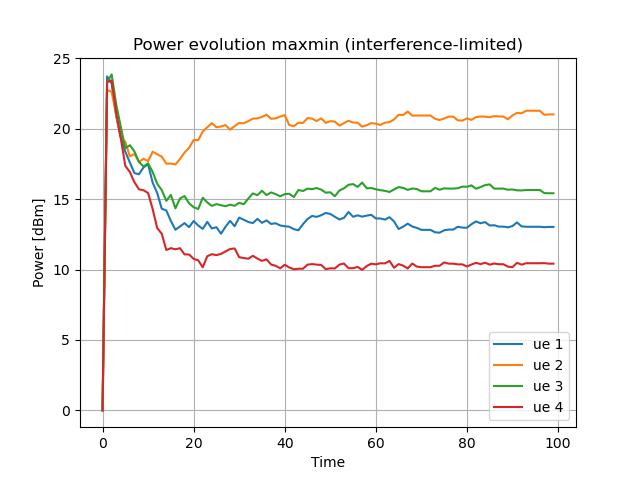 Power evolution maxmin (interference-limited)
25
20
15
10
5
0
Power [dBm]
0 20 40 60 80 100
Time
ue 1
ue 2
ue 3
ue 4